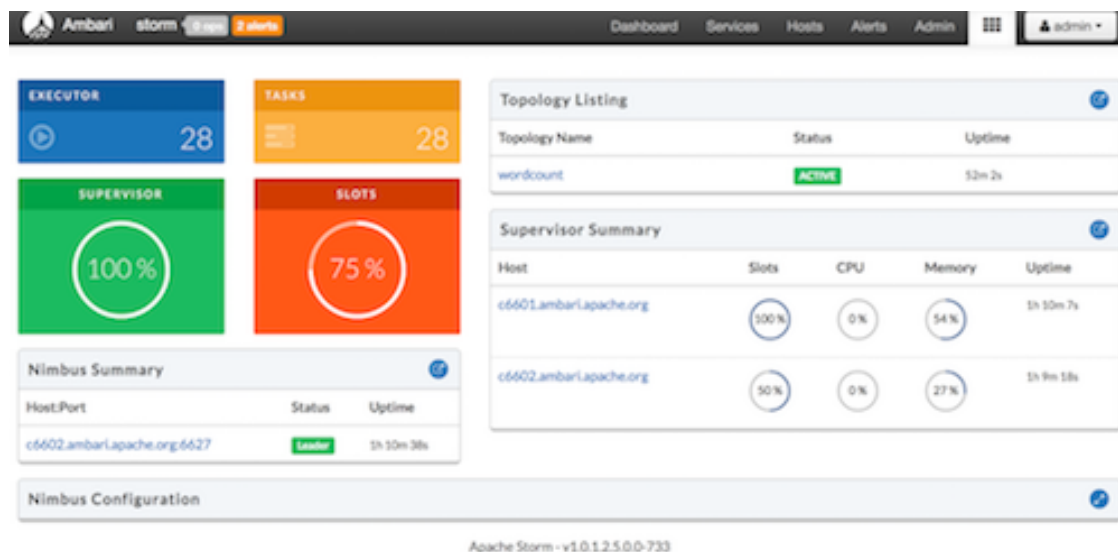 Ambari storm 0 ops 2 alerts Dashboard Services Hosts Alerts Admin admin
EXECUTOR
28
TASKS
28
SUPERVISOR
100 %
SLOTS
75 %
Nimbus Summary
Host:Port Status Uptime
c6602.ambari.apache.org:6627 Leader 1h 10m 38s
Topology Listing
Topology Name Status Uptime
wordcount ACTIVE 52m 2s
Supervisor Summary
Host Slots CPU Memory Uptime
c6601.ambari.apache.org 100 % 0 % 54 % 1h 10m 7s
c6602.ambari.apache.org 50 % 0 % 27 % 1h 9m 18s
Nimbus Configuration
Apache Storm - v1.0.1.2.5.0.0-733